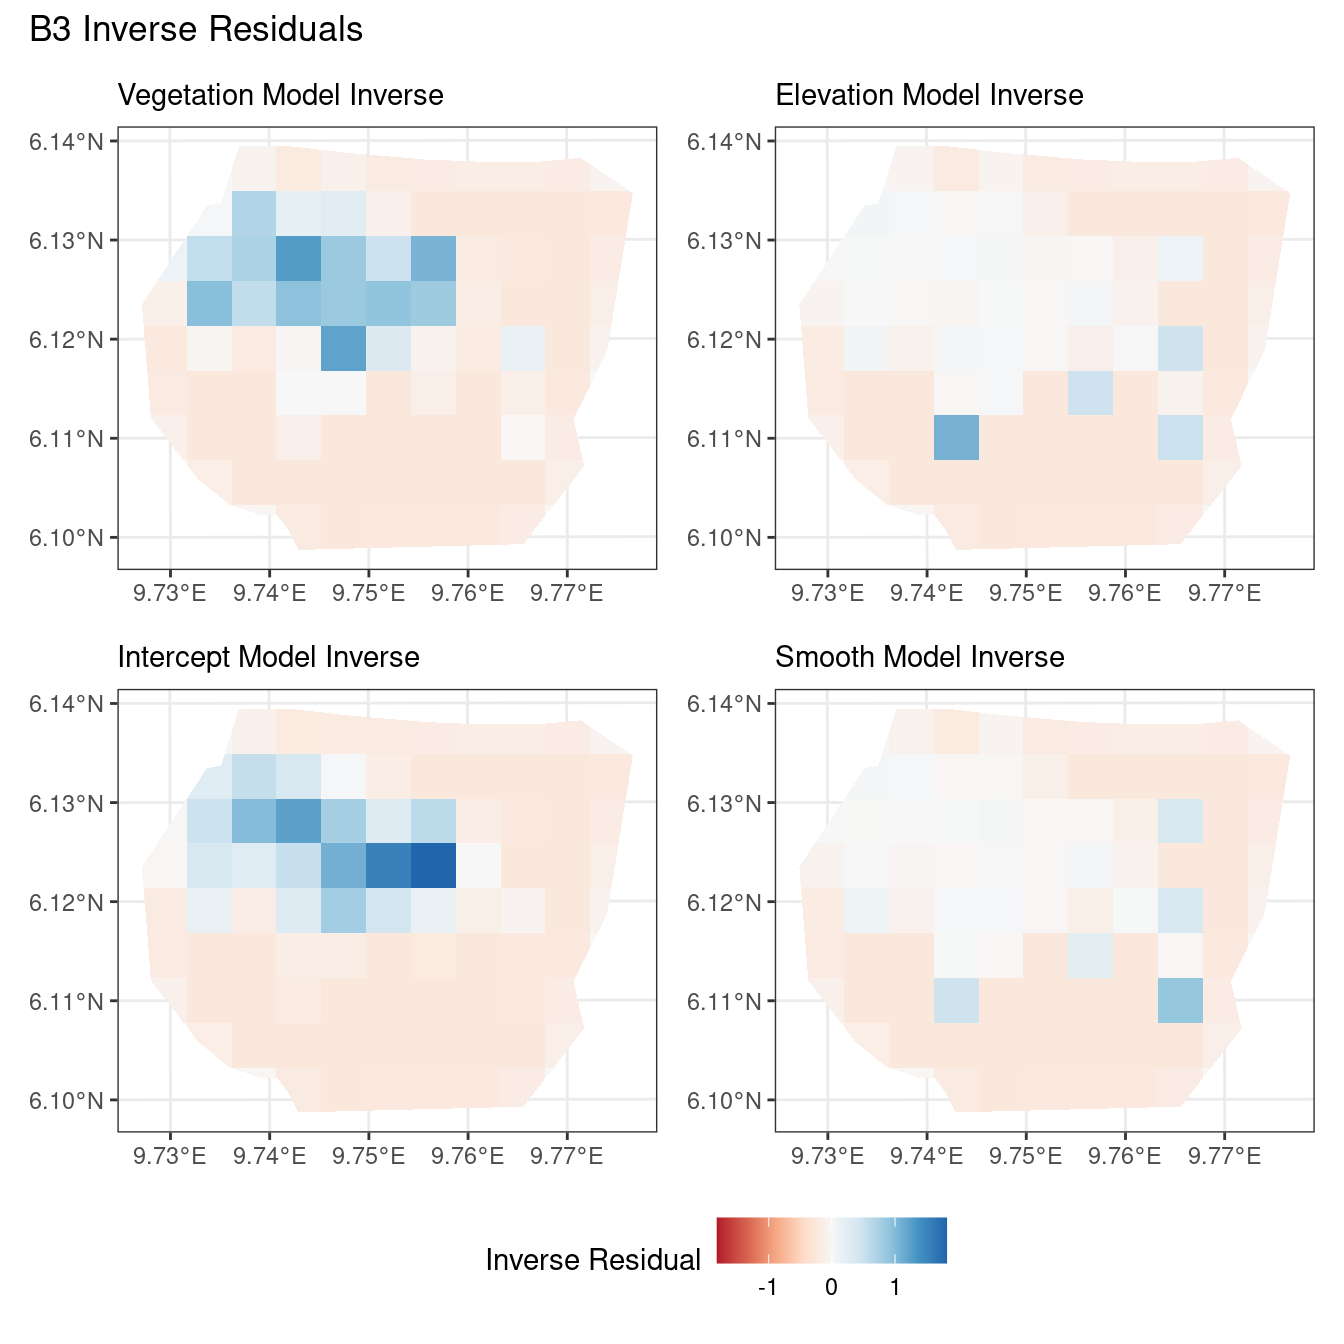 B3 Inverse Residuals
Vegetation Model Inverse
Elevation Model Inverse
6.14°N
6.13°N
6.12°N
6.11°N
6.10°N
9.73°E 9.74°E 9.75°E 9.76°E 9.77°E
6.14°N
6.13°N
6.12°N
6.11°N
6.10°N
9.73°E 9.74°E 9.75°E 9.76°E 9.77°E
Intercept Model Inverse
Smooth Model Inverse
6.14°N
6.13°N
6.12°N
6.11°N
6.10°N
9.73°E 9.74°E 9.75°E 9.76°E 9.77°E
6.14°N
6.13°N
6.12°N
6.11°N
6.10°N
9.73°E 9.74°E 9.75°E 9.76°E 9.77°E
Inverse Residual
-1 0 1